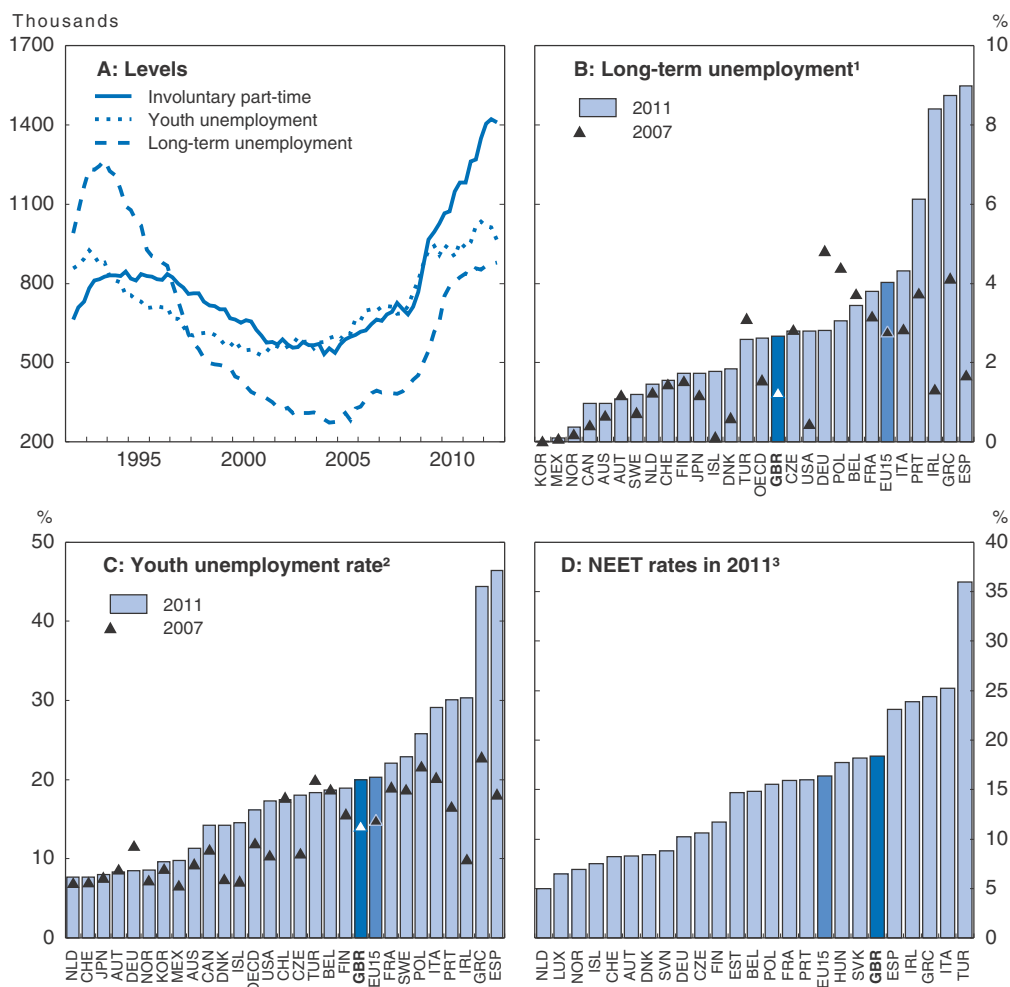 Thousands
1700
1400
1100
800
500
200
A: Levels
Involuntary part-time
Youth unemployment
Long-term unemployment
1995 2000 2005 2010
%
10
8
6
4
2
0
B: Long-term unemployment¹
2011
2007
KOR MEX NOR CAN AUS AUT SWE NLD CHE FIN JPN ISL DNK TUR OECD GBR CZE USA DEU POL BEL FRA EU15 ITA PRT IRL GRC ESP
%
50
40
30
20
10
0
C: Youth unemployment rate²
2011
2007
NLD CHE JPN AUT DEU NOR KOR MEX AUS CAN DNK ISL OECD USA CHL CZE TUR BEL FIN GBR EU15 FRA SWE POL ITA PRT IRL GRC ESP
%
40
35
30
25
20
15
10
5
0
D: NEET rates in 2011³
NLD LUX NOR ISL CHE AUT DNK SVN DEU CZE FIN EST BEL POL FRA PRT EU15 HUN SVK GBR ESP IRL GRC ITA TUR